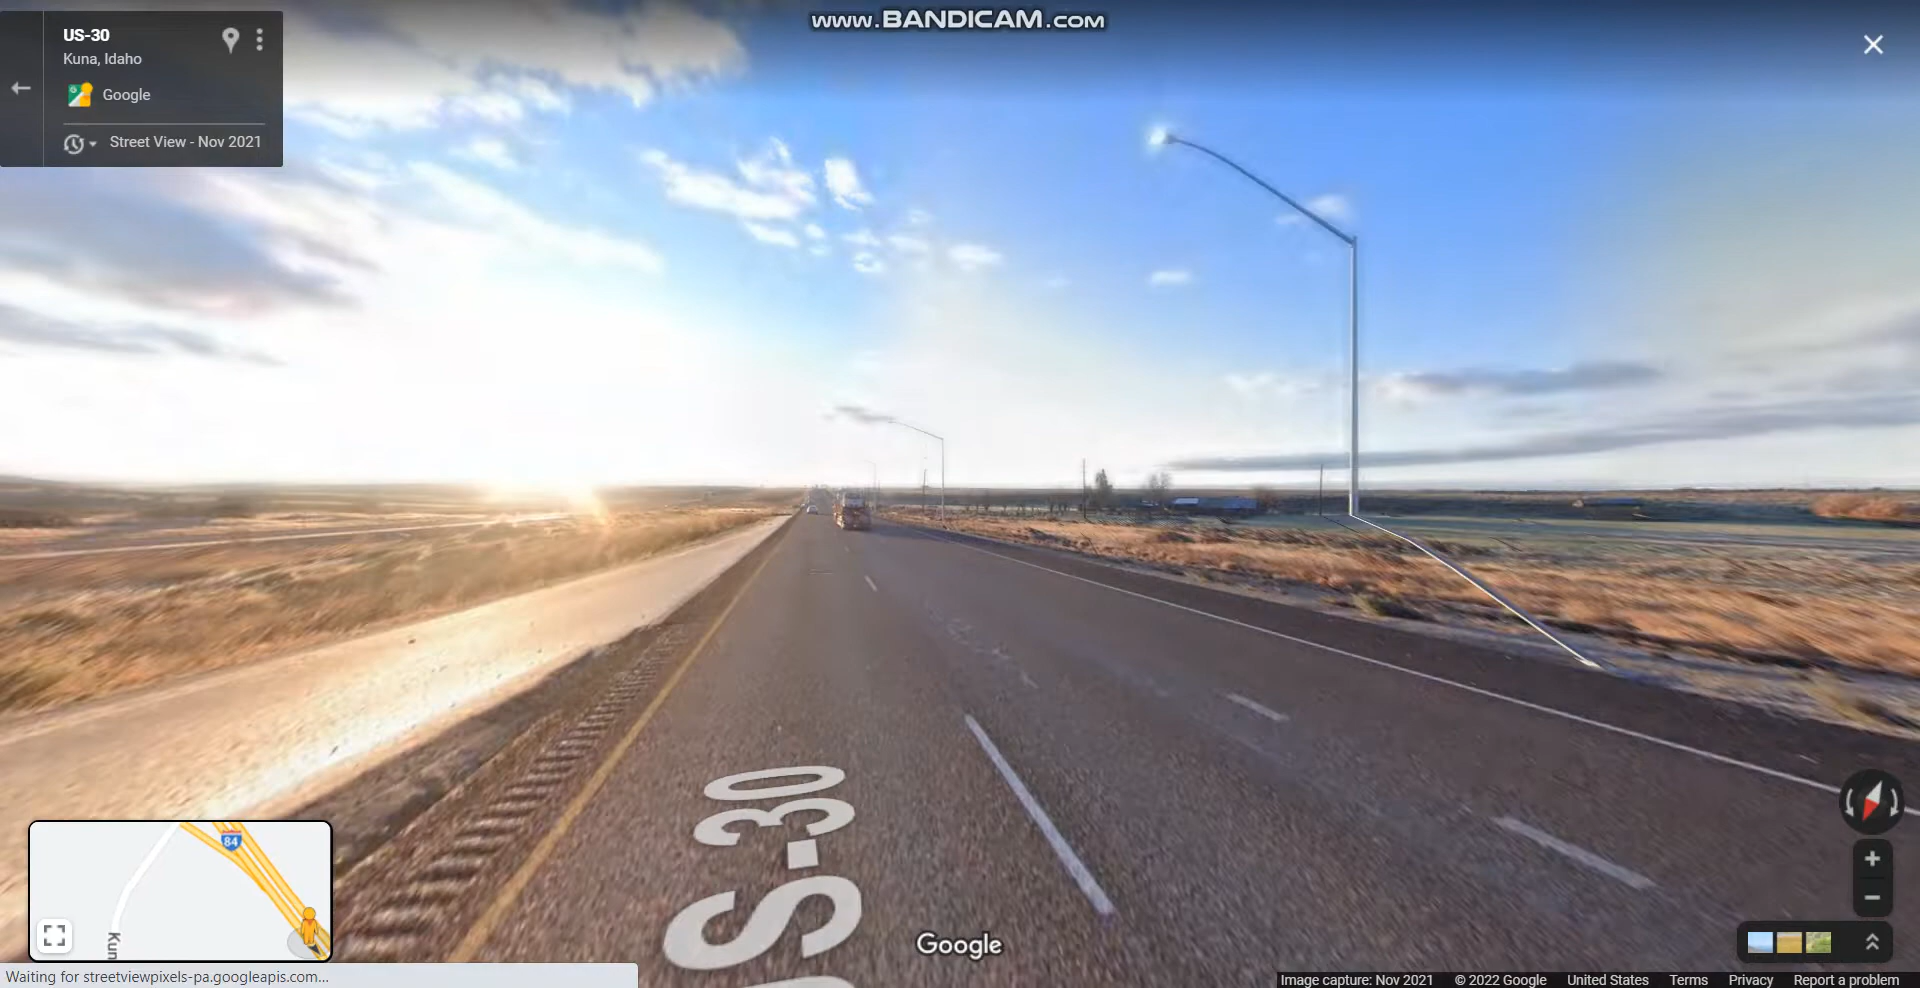 www.BANDICAM.com
US-30
Kuna, Idaho
Google
Street View - Nov 2021
84
Kun
US-30
Google
Waiting for streetviewpixels-pa.googleapis.com...
Image capture: Nov 2021 © 2022 Google United States Terms Privacy Report a problem